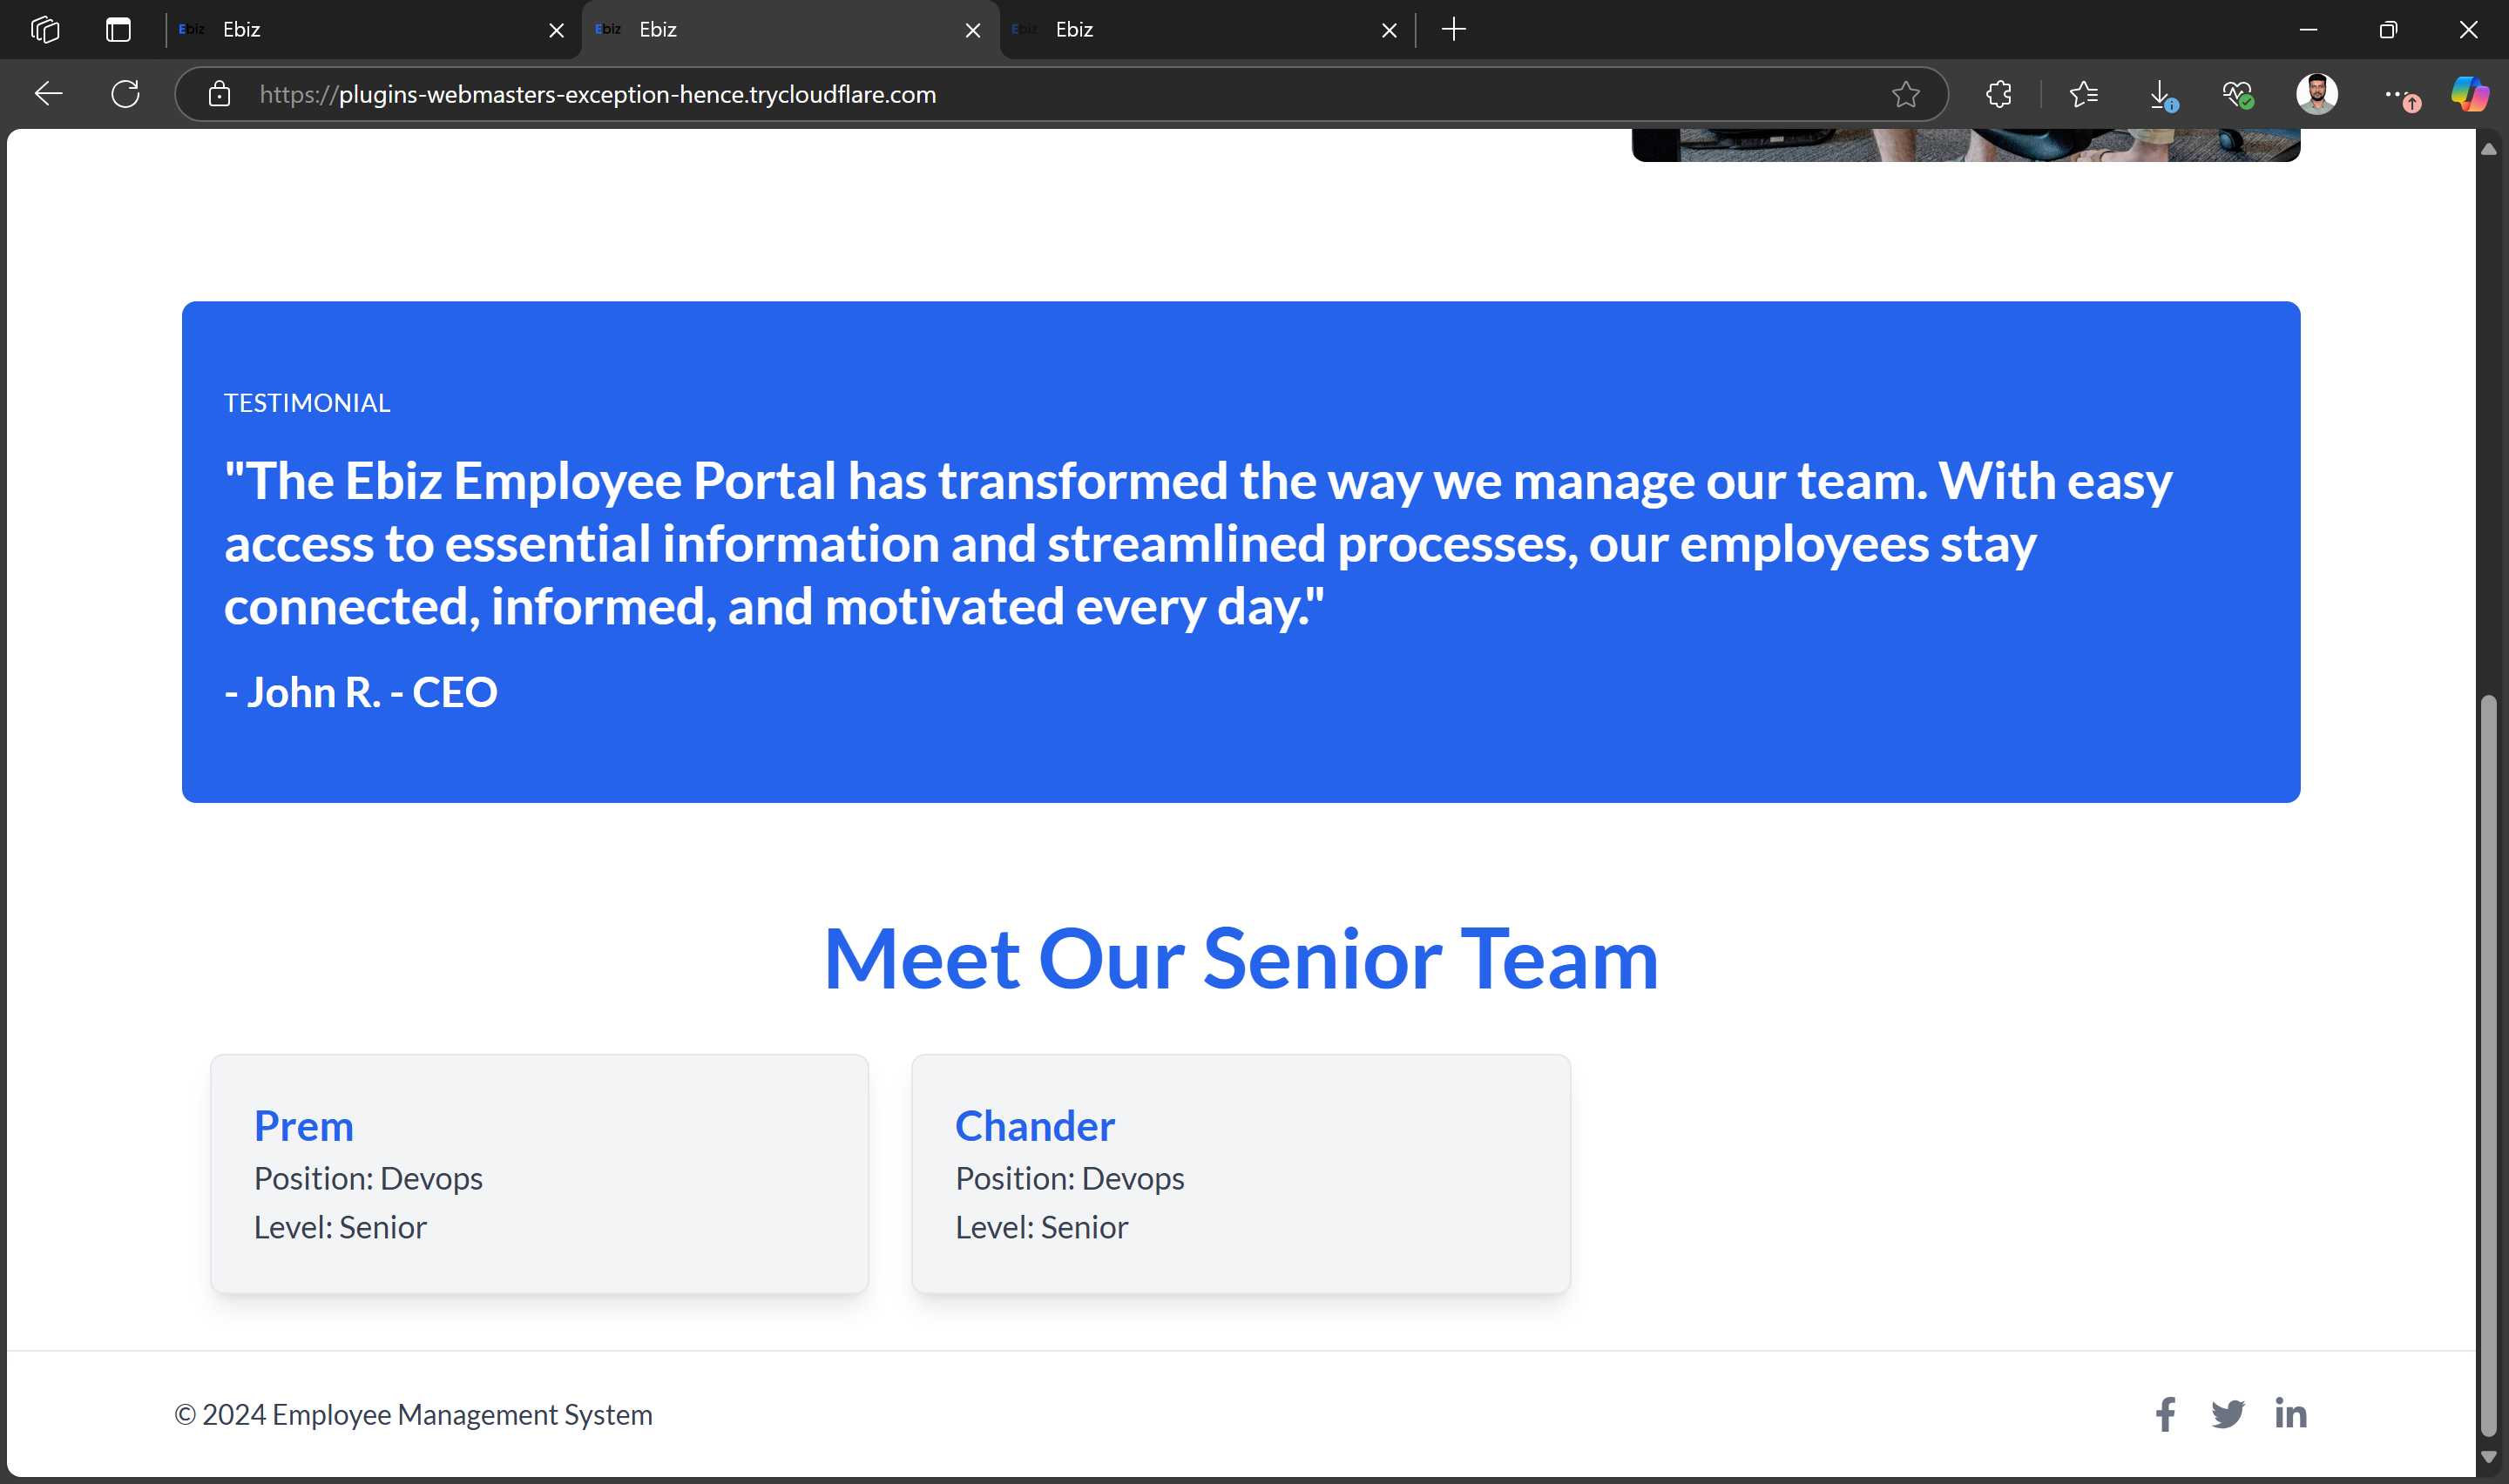 Ebiz Ebiz
Ebiz Ebiz
Ebiz Ebiz
https://plugins-webmasters-exception-hence.trycloudflare.com
TESTIMONIAL
"The Ebiz Employee Portal has transformed the way we manage our team. With easy
access to essential information and streamlined processes, our employees stay
connected, informed, and motivated every day."
- John R. - CEO
Meet Our Senior Team
Prem
Position: Devops
Level: Senior
Chander
Position: Devops
Level: Senior
© 2024 Employee Management System